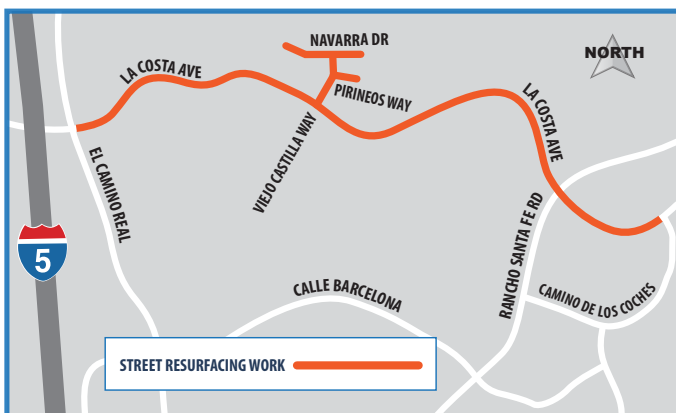 NAVARRA DR
NORTH
LA COSTA AVE
PIRINEOS WAY
LA COSTA AVE
VIEJO CASTILLA WAY
EL CAMINO REAL
RANCHO SANTA FE RD
5
CALLE BARCELONA
CAMINO DE LOS COCHES
STREET RESURFACING WORK